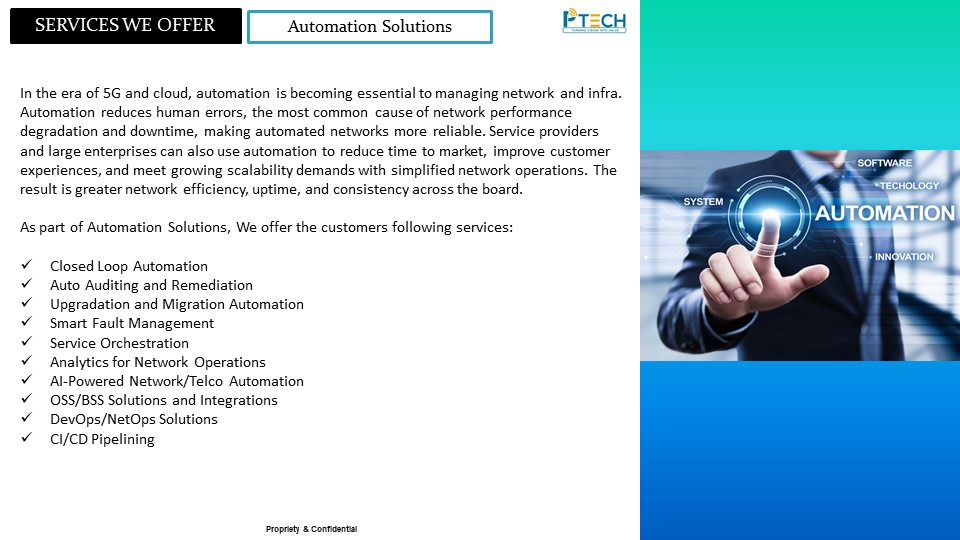 SERVICES WE OFFER
Automation Solutions
PTECH
TURNING VISION INTO VALUE
In the era of 5G and cloud, automation is becoming essential to managing network and infra.
Automation reduces human errors, the most common cause of network performance
degradation and downtime, making automated networks more reliable. Service providers
and large enterprises can also use automation to reduce time to market, improve customer
experiences, and meet growing scalability demands with simplified network operations. The
result is greater network efficiency, uptime, and consistency across the board.
As part of Automation Solutions, We offer the customers following services:
✓ Closed Loop Automation
✓ Auto Auditing and Remediation
✓ Upgradation and Migration Automation
✓ Smart Fault Management
✓ Service Orchestration
✓ Analytics for Network Operations
✓ AI-Powered Network/Telco Automation
✓ OSS/BSS Solutions and Integrations
✓ DevOps/NetOps Solutions
✓ CI/CD Pipelining
SOFTWARE
TECHOLOGY
SYSTEM
AUTOMATION
INNOVATION
Propriety & Confidential